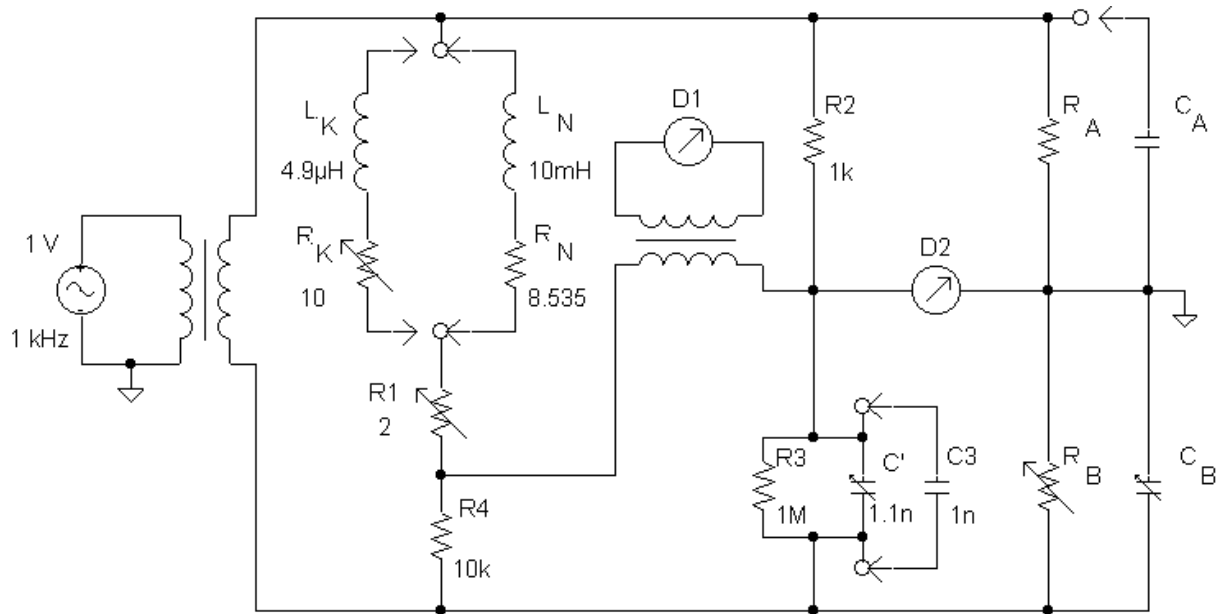 1 V
1 kHz
L K
4.9µH
R K
10
L N
10mH
R N
8.535
R1
2
R4
10k
D1
R2
1k
D2
R3
1M
C'
1.1n
C3
1n
R A
C A
R B
C B